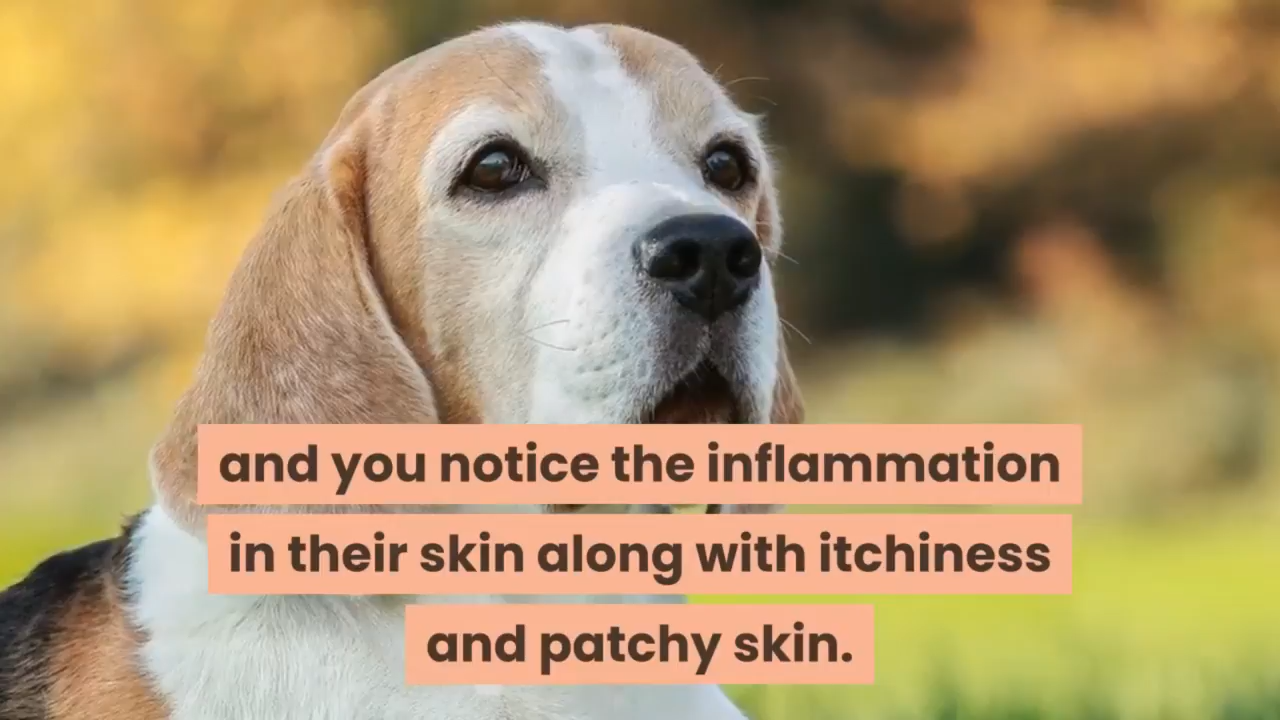 and you notice the inflammation
in their skin along with itchiness
and patchy skin.